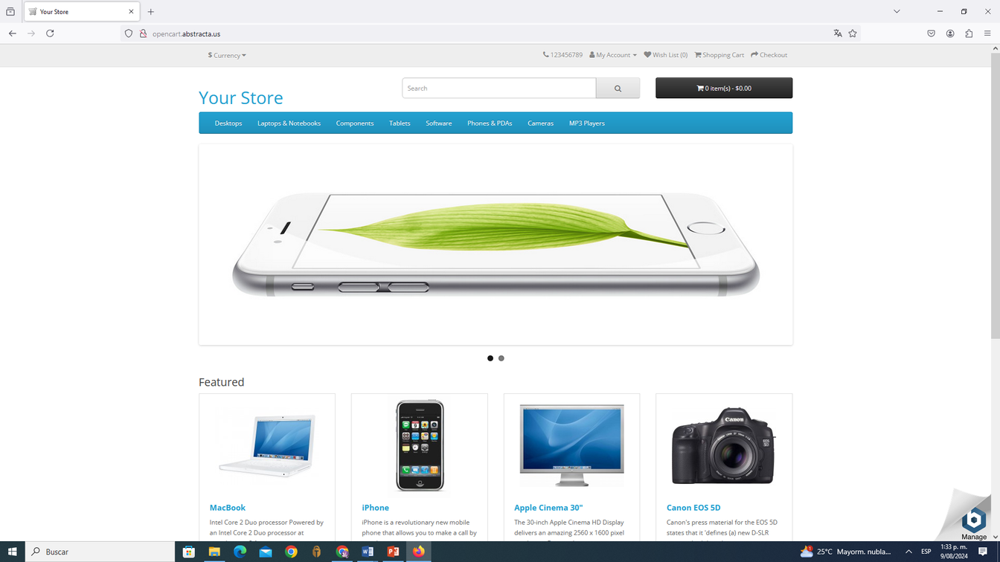 Your Store
opencart.abstracta.us
$ Currency
123456789 My Account Wish List (0) Shopping Cart Checkout
Your Store
Search
0 item(s) - $0.00
Desktops Laptops & Notebooks Components Tablets Software Phones & PDAs Cameras MP3 Players
Featured
Canon
MacBook
Intel Core 2 Duo processor Powered by
an Intel Core 2 Duo processor at
iPhone
iPhone is a revolutionary new mobile
phone that allows you to make a call by
Apple Cinema 30"
The 30-inch Apple Cinema HD Display
delivers an amazing 2560 x 1600 pixel
Canon EOS 5D
Canon's press material for the EOS 5D
states that it 'defines (a) new D-SLR
Manage
Buscar
25°C Mayorm. nubla...
ESP
1:33 p. m.
9/08/2024